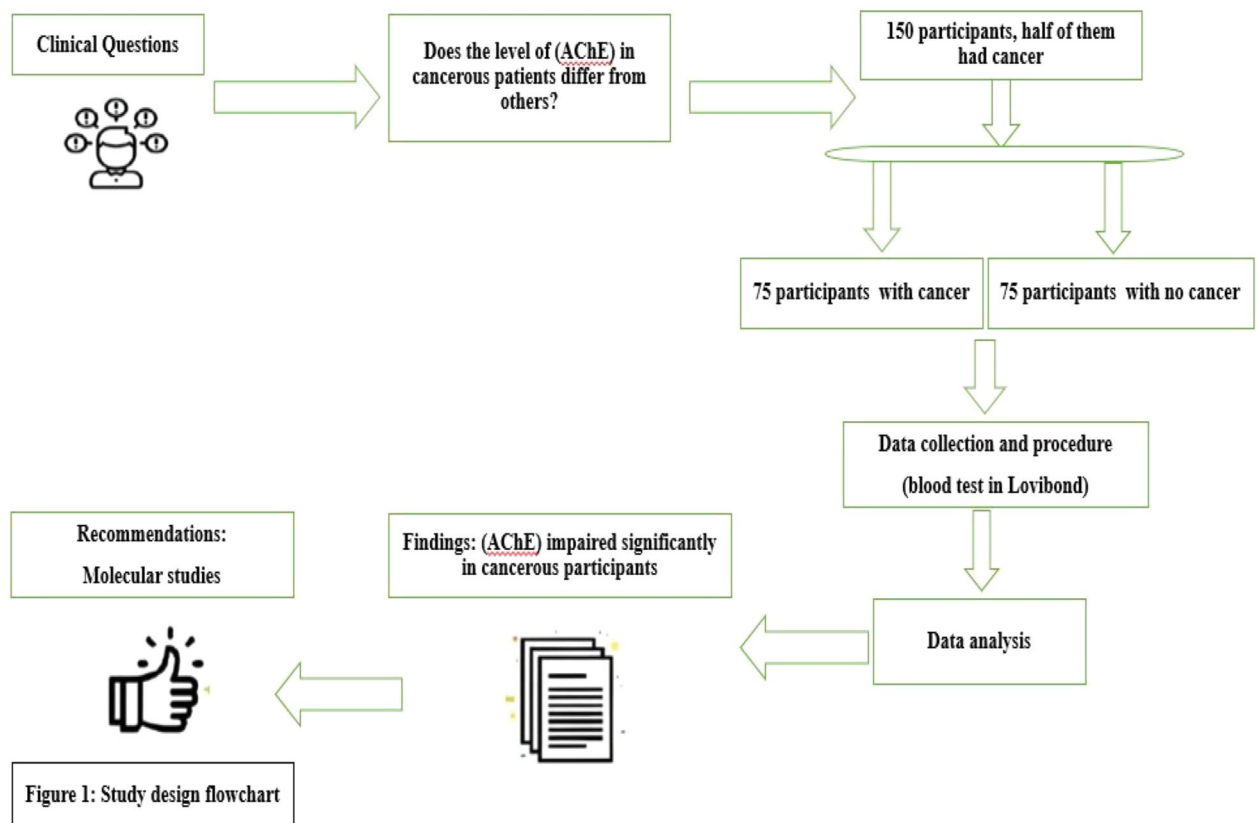 Clinical Questions
Does the level of (AChE) in
cancerous patients differ from
others?
150 participants, half of them
had cancer
75 participants with cancer
75 participants with no cancer
Data collection and procedure
(blood test in Lovibond)
Data analysis
Findings: (AChE) impaired significantly
in cancerous participants
Recommendations:
Molecular studies
Figure 1: Study design flowchart